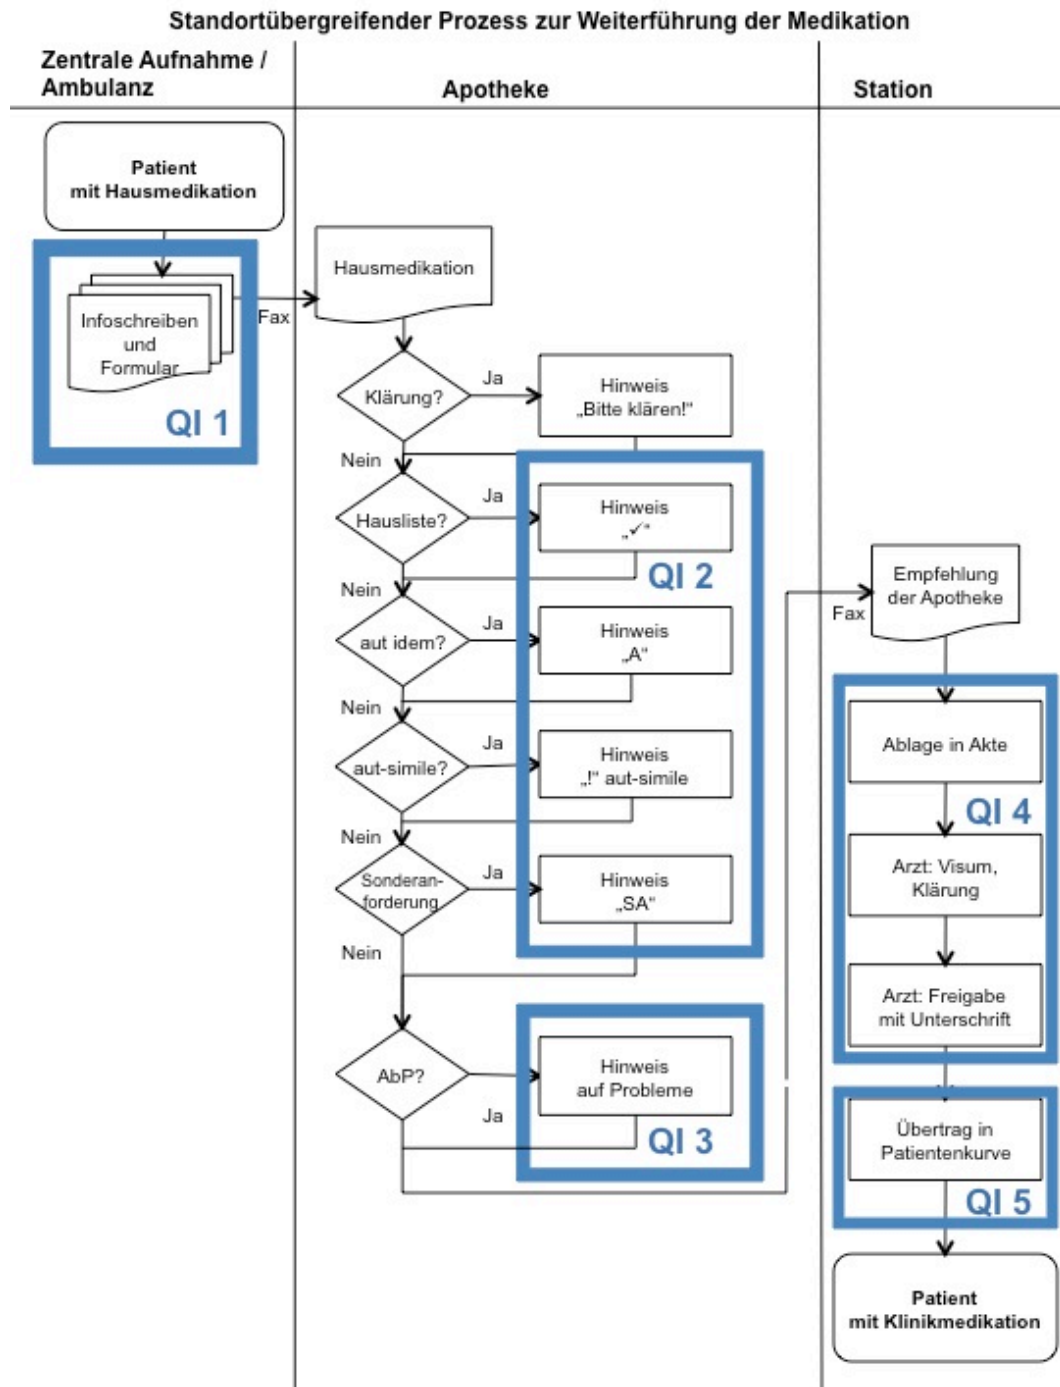 Standortübergreifender Prozess zur Weiterführung der Medikation
Zentrale Aufnahme /
Ambulanz
Apotheke
Station
Patient
mit Hausmedikation
Infoschreiben
und
Formular
QI 1
Fax
Hausmedikation
Klärung?
Ja
Hinweis
„Bitte klären!“
Nein
Hausliste?
Ja
Hinweis
„✓“
QI 2
Nein
aut idem?
Ja
Hinweis
„A“
Nein
aut-simile?
Ja
Hinweis
„!“ aut-simile
Nein
Sonderan-
forderung
Ja
Hinweis
„SA“
Nein
AbP?
Ja
Hinweis
auf Probleme
QI 3
Fax
Empfehlung
der Apotheke
Ablage in Akte
QI 4
Arzt: Visum,
Klärung
Arzt: Freigabe
mit Unterschrift
Übertrag in
Patientenkurve
QI 5
Patient
mit Klinikmedikation